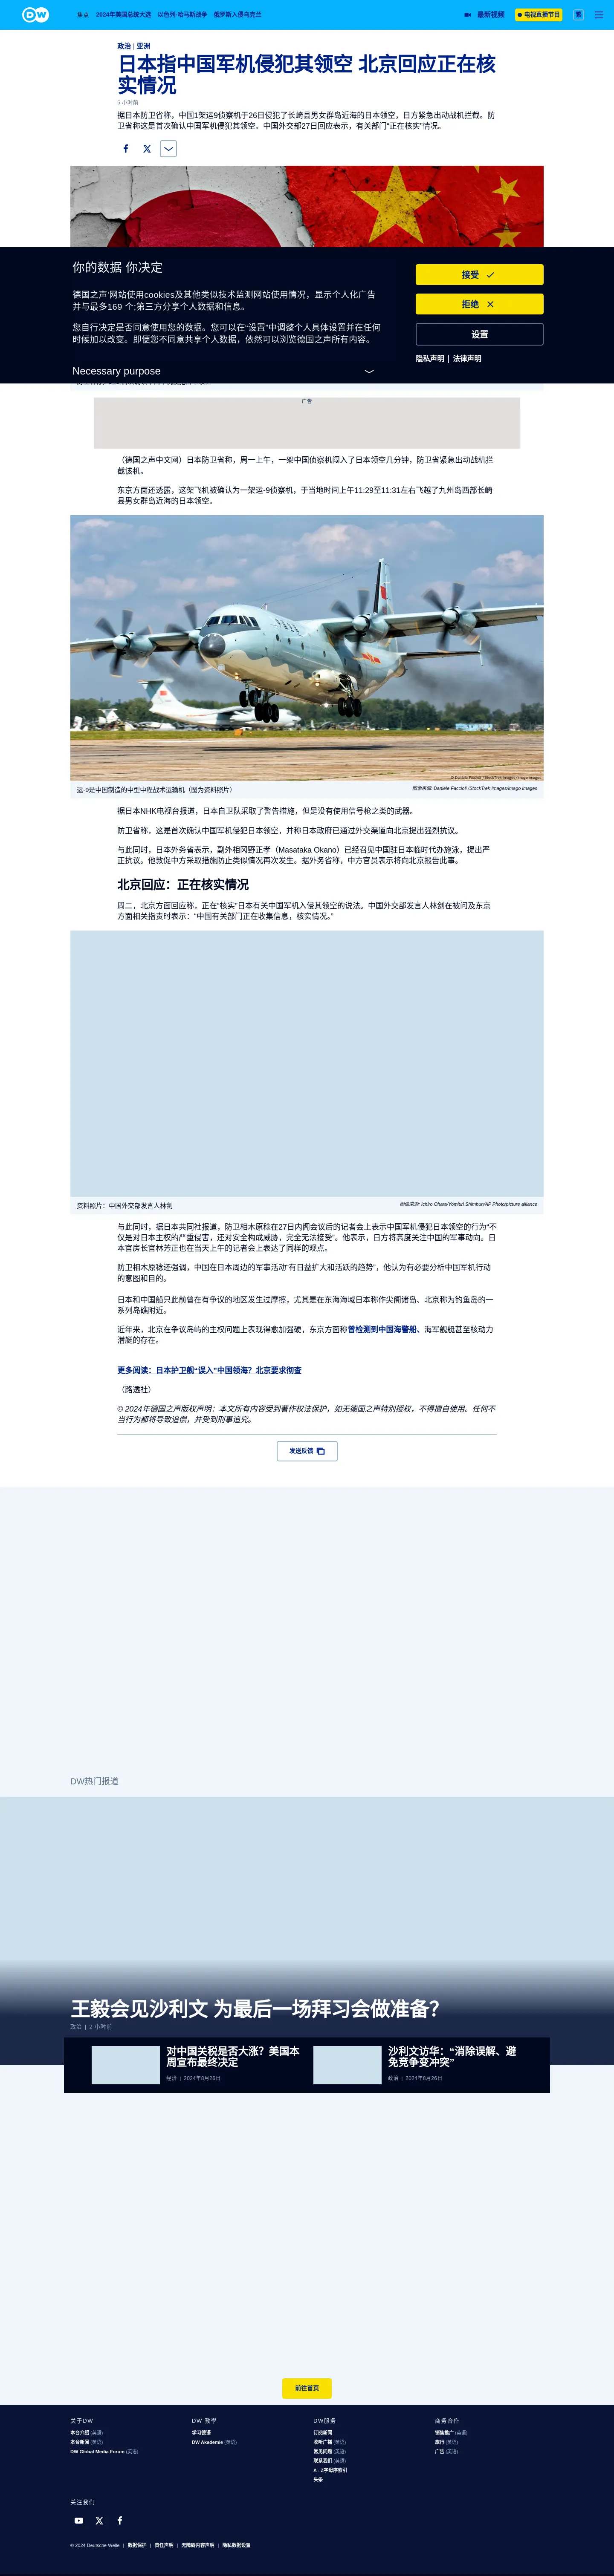 DW
焦点 2024年美国总统大选 以色列-哈马斯战争 俄罗斯入侵乌克兰 最新视频 电视直播节目 繁
政治 | 亚洲
日本指中国军机侵犯其领空 北京回应正在核
实情况
5 小时前
据日本防卫省称，中国1架运9侦察机于26日侵犯了长崎县男女群岛近海的日本领空，日方紧急出动战机拦截。防
卫省称这是首次确认中国军机侵犯其领空。中国外交部27日回应表示，有关部门“正在核实”情况。
你的数据 你决定
德国之声'网站使用cookies及其他类似技术监测网站使用情况，显示个人化广告
并与最多169 个;第三方分享个人数据和信息。
您自行决定是否同意使用您的数据。您可以在“设置”中调整个人具体设置并在任何
时候加以改变。即便您不同意共享个人数据，依然可以浏览德国之声所有内容。
Necessary purpose
接受
拒绝
设置
隐私声明 | 法律声明
广告
（德国之声中文网）日本防卫省称，周一上午，一架中国侦察机闯入了日本领空几分钟，防卫省紧急出动战机拦
截该机。
东京方面还透露，这架飞机被确认为一架运-9侦察机，于当地时间上午11:29至11:31左右飞越了九州岛西部长崎
县男女群岛近海的日本领空。
运-9是中国制造的中型中程战术运输机（图为资料照片）
图像来源: Daniele Faccioli /StockTrek Images/imago images
据日本NHK电视台报道，日本自卫队采取了警告措施，但是没有使用信号枪之类的武器。
防卫省称，这是首次确认中国军机侵犯日本领空，并称日本政府已通过外交渠道向北京提出强烈抗议。
与此同时，日本外务省表示，副外相冈野正孝（Masataka Okano）已经召见中国驻日本临时代办施泳，提出严
正抗议。他敦促中方采取措施防止类似情况再次发生。据外务省称，中方官员表示将向北京报告此事。
北京回应：正在核实情况
周二，北京方面回应称，正在“核实”日本有关中国军机入侵其领空的说法。中国外交部发言人林剑在被问及东京
方面相关指责时表示：“中国有关部门正在收集信息，核实情况。”
资料照片：中国外交部发言人林剑
图像来源: Ichiro Ohara/Yomiuri Shimbun/AP Photo/picture alliance
与此同时，据日本共同社报道，防卫相木原稔在27日内阁会议后的记者会上表示中国军机侵犯日本领空的行为“不
仅是对日本主权的严重侵害，还对安全构成威胁，完全无法接受”。他表示，日方将高度关注中国的军事动向。日
本官房长官林芳正也在当天上午的记者会上表达了同样的观点。
防卫相木原稔还强调，中国在日本周边的军事活动“有日益扩大和活跃的趋势”，他认为有必要分析中国军机行动
的意图和目的。
日本和中国船只此前曾在有争议的地区发生过摩擦，尤其是在东海海域日本称作尖阁诸岛、北京称为钓鱼岛的一
系列岛礁附近。
近年来，北京在争议岛屿的主权问题上表现得愈加强硬，东京方面称曾检测到中国海警船、海军舰艇甚至核动力
潜艇的存在。
更多阅读：日本护卫舰“误入”中国领海？北京要求彻查
（路透社）
© 2024年德国之声版权声明：本文所有内容受到著作权法保护，如无德国之声特别授权，不得擅自使用。任何不
当行为都将导致追偿，并受到刑事追究。
发送反馈
DW热门报道
王毅会见沙利文 为最后一场拜习会做准备？
政治 | 2 小时前
对中国关税是否大涨？美国本
周宣布最终决定
经济 | 2024年8月26日
沙利文访华：“消除误解、避
免竞争变冲突”
政治 | 2024年8月26日
前往首页
关于DW
本台介绍 (英语)
本台新闻 (英语)
DW Global Media Forum (英语)
DW 教學
学习德语
DW Akademie (英语)
DW服务
订阅新闻
收听广播 (英语)
常见问题 (英语)
联系我们 (英语)
A - Z字母序索引
头条
商务合作
销售推广 (英语)
旅行 (英语)
广告 (英语)
关注我们
© 2024 Deutsche Welle | 数据保护 | 责任声明 | 无障碍内容声明 | 隐私数据设置